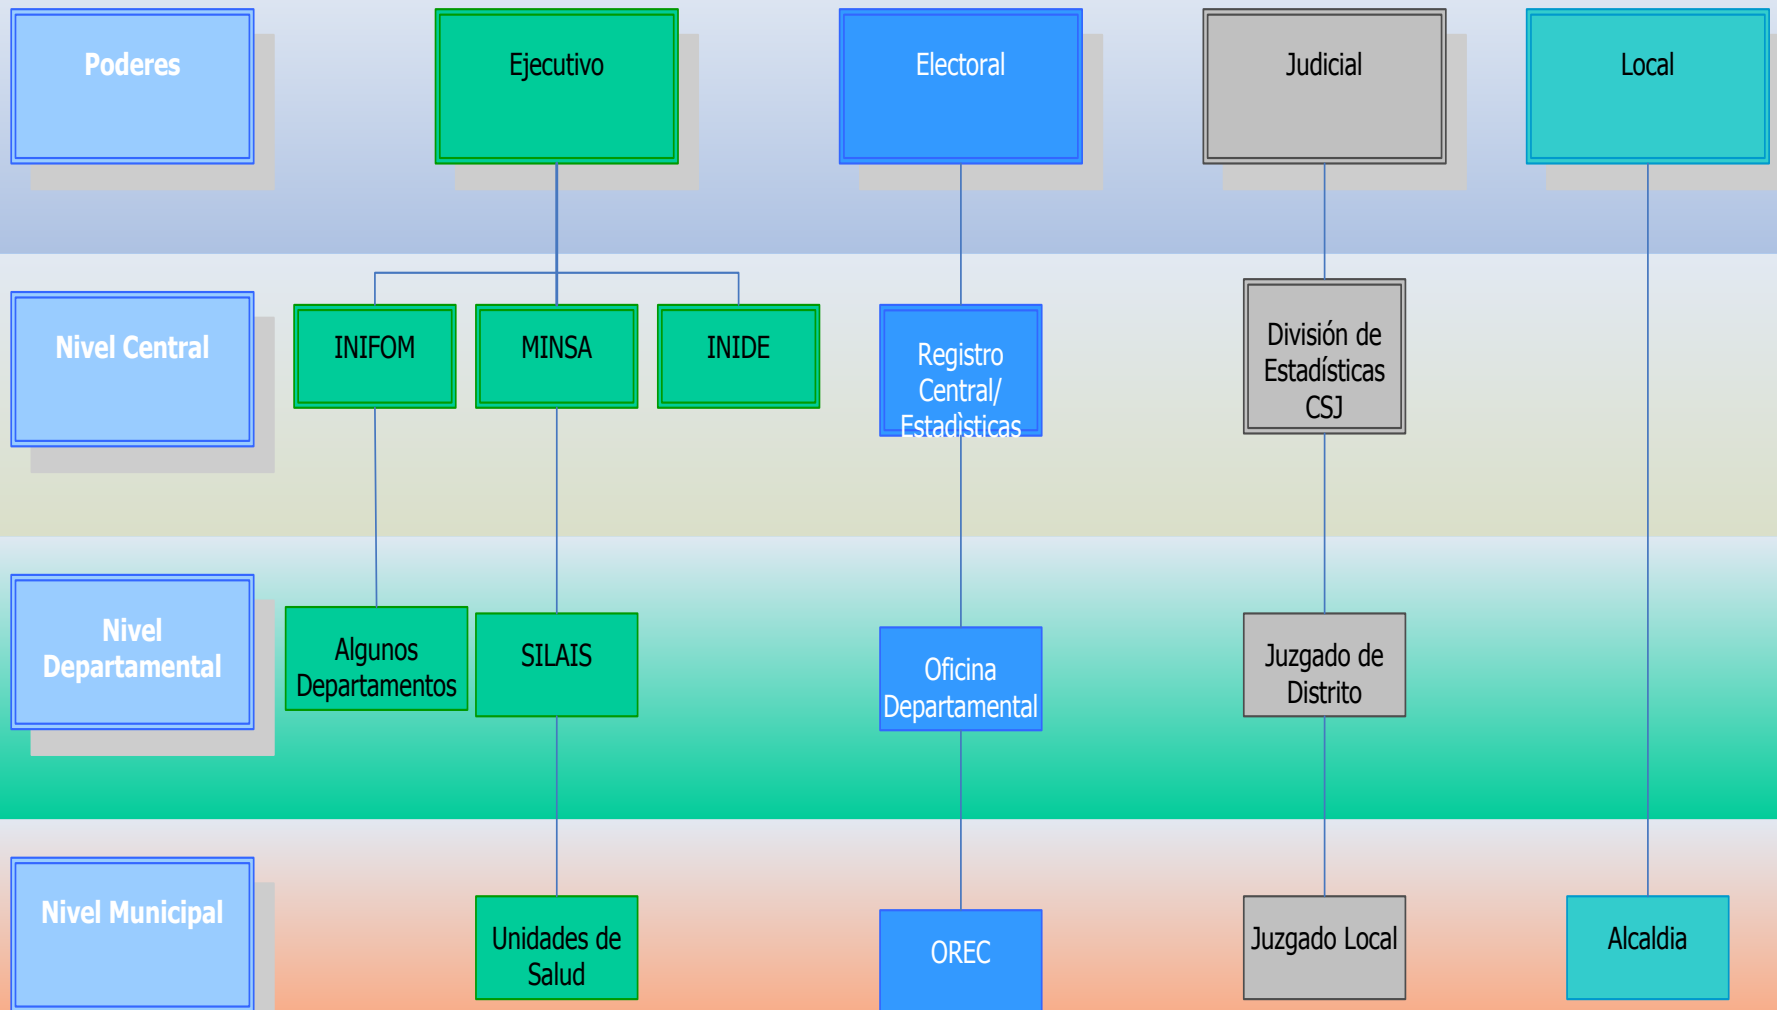 Poderes
Ejecutivo
Electoral
Judicial
Local
Nivel Central
INIFOM
MINSA
INIDE
Registro
Central/
Estadìsticas
División de
Estadísticas
CSJ
Nivel
Departamental
Algunos
Departamentos
SILAIS
Oficina
Departamental
Juzgado de
Distrito
Nivel Municipal
Unidades de
Salud
OREC
Juzgado Local
Alcaldia